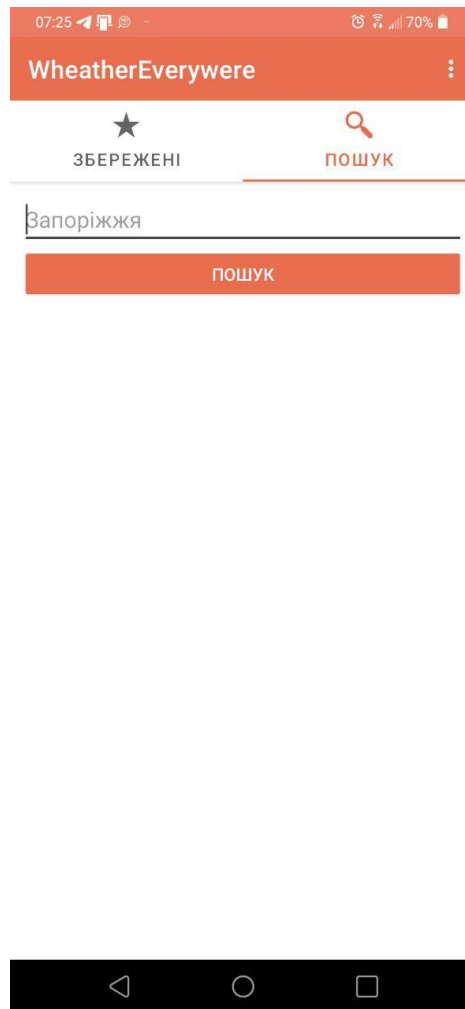 07:25 70%
WheatherEverywere
ЗБЕРЕЖЕНІ ПОШУК
Запоріжжя
ПОШУК